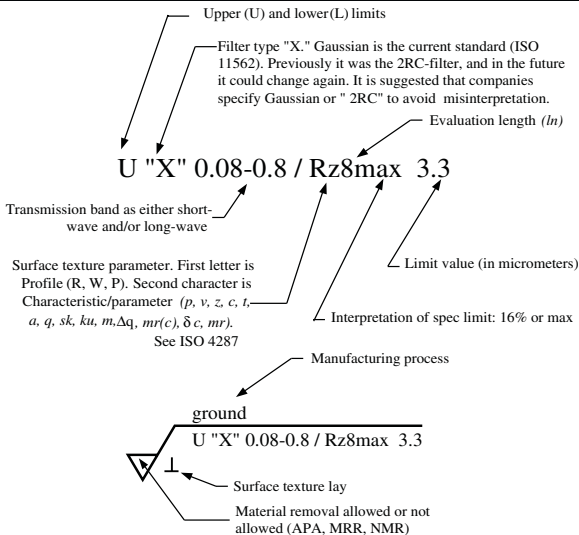 Upper (U) and lower(L) limits
Filter type "X." Gaussian is the current standard (ISO
11562). Previously it was the 2RC-filter, and in the future
it could change again. It is suggested that companies
specify Gaussian or " 2RC" to avoid misinterpretation.
Evaluation length (ln)
U "X" 0.08-0.8 / Rz8max 3.3
Transmission band as either short-
wave and/or long-wave
Surface texture parameter. First letter is
Profile (R, W, P). Second character is
Characteristic/parameter (p, v, z, c, t,
a, q, sk, ku, m,Δq, mr(c), δ c, mr).
See ISO 4287
Limit value (in micrometers)
Interpretation of spec limit: 16% or max
Manufacturing process
ground
U "X" 0.08-0.8 / Rz8max 3.3
Surface texture lay
Material removal allowed or not
allowed (APA, MRR, NMR)